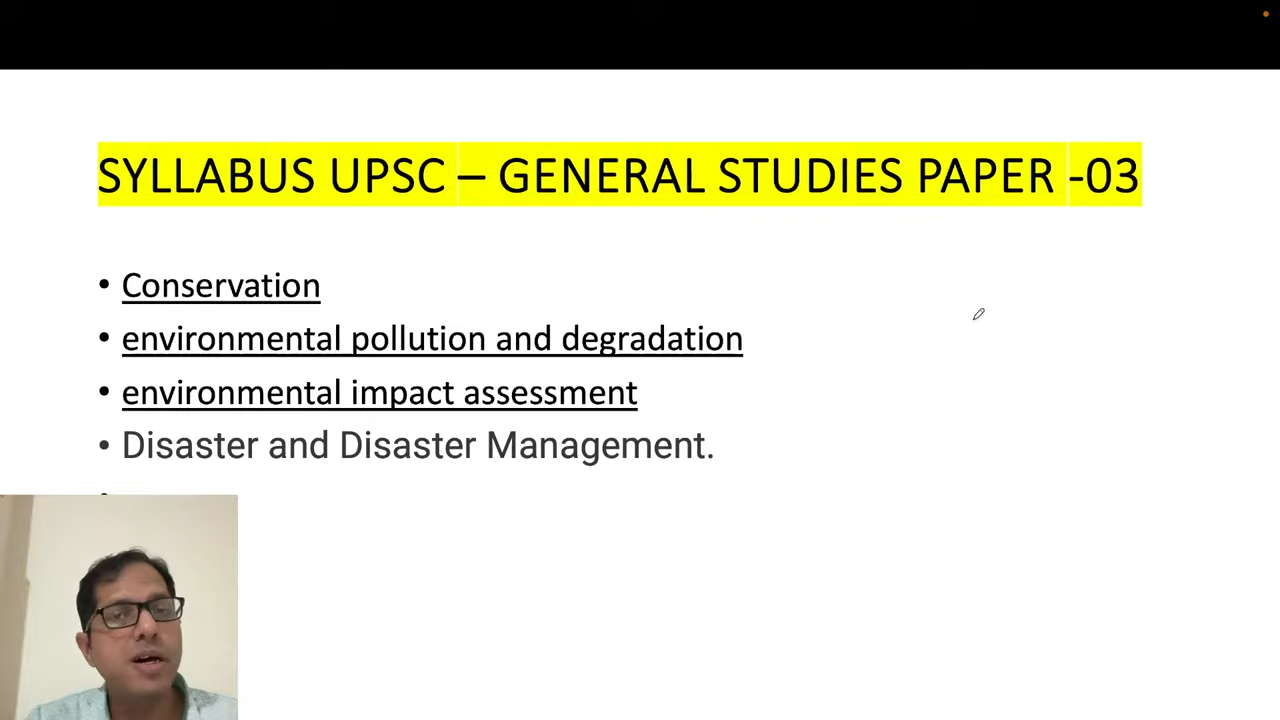 SYLLABUS UPSC – GENERAL STUDIES PAPER -03
• Conservation
• environmental pollution and degradation
• environmental impact assessment
• Disaster and Disaster Management.